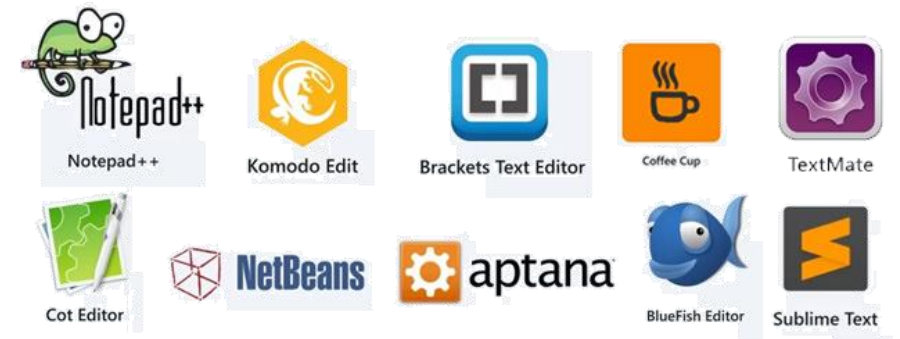 Notepad++
Notepad++
Komodo Edit
Brackets Text Editor
Coffee Cup
TextMate
Cot Editor
NetBeans
aptana
BlueFish Editor
Sublime Text